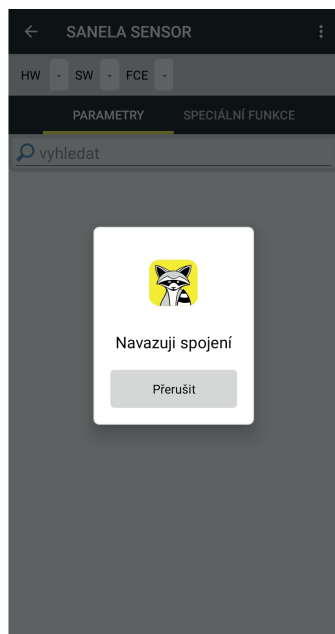 SANELA SENSOR
HW - SW - FCE -
PARAMETRY SPECIÁLNÍ FUNKCE
vyhledat
Navazuji spojení
Přerušit